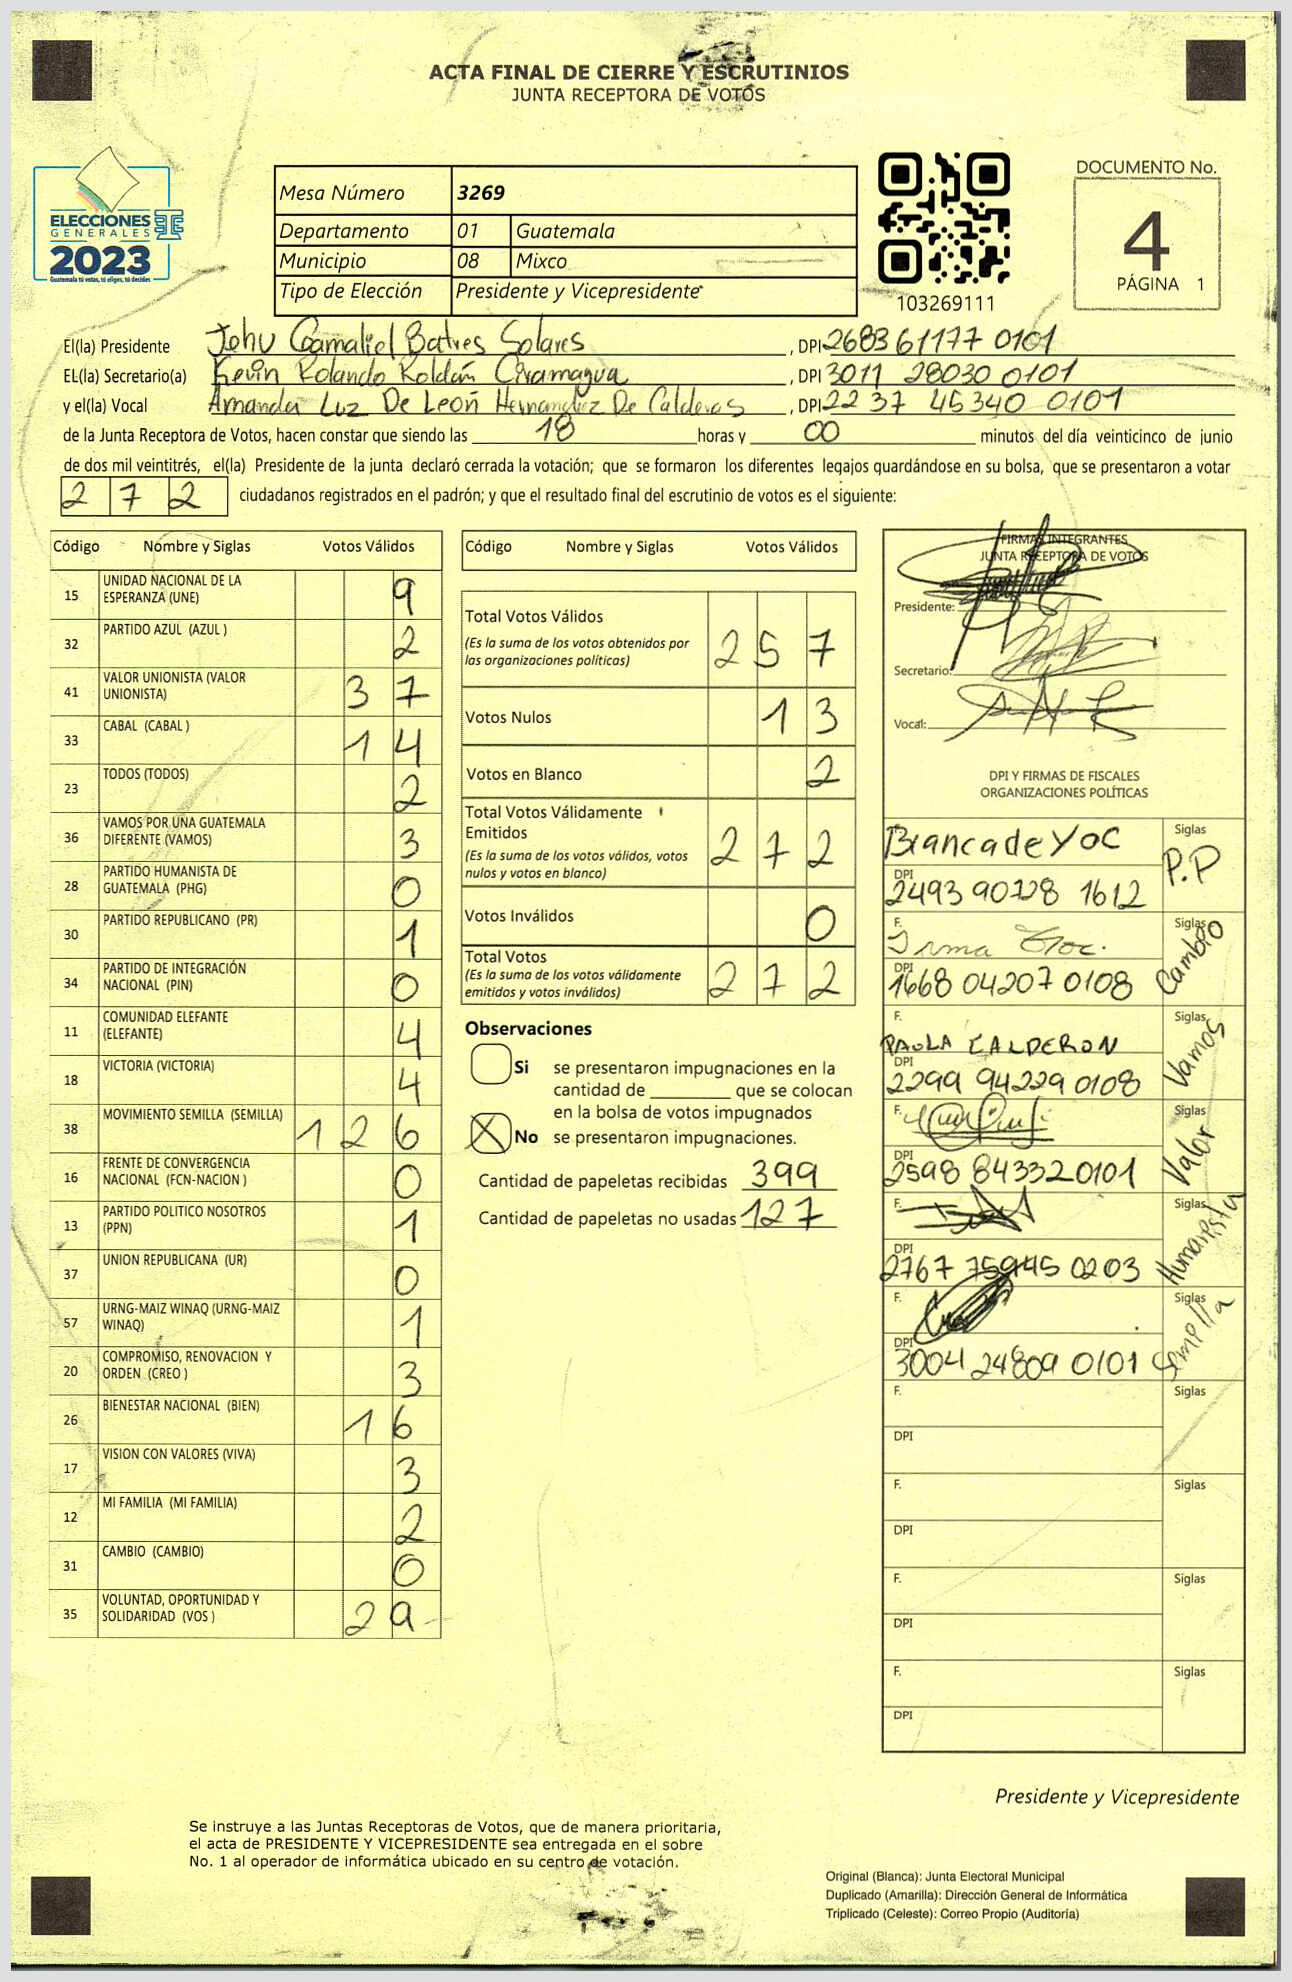 ACTA FINAL DE CIERRE Y ESCRUTINIOS
JUNTA RECEPTORA DE VOTOS
ELECCIONES
GENERALES
2023
Guatemala tú votas, tú eliges, tú decides
Mesa Número 3269
Departamento 01 Guatemala
Municipio 08 Mixco
Tipo de Elección Presidente y Vicepresidente
103269111
DOCUMENTO No.
4
PÁGINA 1
El(la) Presidente Jehu Gamaliel Batres Solares, DPI 2683 61177 0101
EL(la) Secretario(a) Kevin Rolando Roldán Ciramagua, DPI 3011 28030 0101
y el(la) Vocal Amanda Luz De León Hernandez De Calderos, DPI 2237 45340 0101
de la Junta Receptora de Votos, hacen constar que siendo las 18 horas y 00 minutos del día veinticinco de junio
de dos mil veintitrés, el(la) Presidente de la junta declaró cerrada la votación; que se formaron los diferentes legajos guardándose en su bolsa, que se presentaron a votar
272 ciudadanos registrados en el padrón; y que el resultado final del escrutinio de votos es el siguiente:
Código Nombre y Siglas Votos Válidos
15 UNIDAD NACIONAL DE LA ESPERANZA (UNE) 9
32 PARTIDO AZUL (AZUL ) 2
41 VALOR UNIONISTA (VALOR UNIONISTA) 37
33 CABAL (CABAL ) 14
23 TODOS (TODOS) 2
36 VAMOS POR UNA GUATEMALA DIFERENTE (VAMOS) 3
28 PARTIDO HUMANISTA DE GUATEMALA (PHG) 0
30 PARTIDO REPUBLICANO (PR) 1
34 PARTIDO DE INTEGRACIÓN NACIONAL (PIN) 0
11 COMUNIDAD ELEFANTE (ELEFANTE) 4
18 VICTORIA (VICTORIA) 4
38 MOVIMIENTO SEMILLA (SEMILLA) 126
16 FRENTE DE CONVERGENCIA NACIONAL (FCN-NACION ) 0
13 PARTIDO POLITICO NOSOTROS (PPN) 1
37 UNION REPUBLICANA (UR) 0
57 URNG-MAIZ WINAQ (URNG-MAIZ WINAQ) 1
20 COMPROMISO, RENOVACION Y ORDEN (CREO ) 3
26 BIENESTAR NACIONAL (BIEN) 16
17 VISION CON VALORES (VIVA) 3
12 MI FAMILIA (MI FAMILIA) 2
31 CAMBIO (CAMBIO) 0
35 VOLUNTAD, OPORTUNIDAD Y SOLIDARIDAD (VOS ) 29
Código Nombre y Siglas Votos Válidos
Total Votos Válidos 257
(Es la suma de los votos obtenidos por
las organizaciones políticas)
Votos Nulos 13
Votos en Blanco 2
Total Votos Válidamente
Emitidos 272
(Es la suma de los votos válidos, votos
nulos y votos en blanco)
Votos Inválidos 0
Total Votos 272
(Es la suma de los votos válidamente
emitidos y votos inválidos)
Observaciones
Si se presentaron impugnaciones en la
cantidad de ________ que se colocan
en la bolsa de votos impugnados
X No se presentaron impugnaciones.
Cantidad de papeletas recibidas 399
Cantidad de papeletas no usadas 127
FIRMAS INTEGRANTES
JUNTA RECEPTORA DE VOTOS
Presidente:
Secretario:
Vocal:
DPI Y FIRMAS DE FISCALES
ORGANIZACIONES POLÍTICAS
Bianca de Yoc Siglas P.P
DPI 2493 90128 1612
F. Irma Siglas Cambio
DPI 1668 04207 0108
F. PAOLA CALDERON Siglas Vamos
DPI 2299 94229 0108
F. Siglas Valor
DPI 2598 84332 0101
F. Siglas Humanista
DPI 2767 75945 0203
F. Siglas Semilla
DPI 3004 24809 0101
F. Siglas
DPI
F. Siglas
DPI
F. Siglas
DPI
F. Siglas
DPI
Presidente y Vicepresidente
Se instruye a las Juntas Receptoras de Votos, que de manera prioritaria,
el acta de PRESIDENTE Y VICEPRESIDENTE sea entregada en el sobre
No. 1 al operador de informática ubicado en su centro de votación.
Original (Blanca): Junta Electoral Municipal
Duplicado (Amarilla): Dirección General de Informática
Triplicado (Celeste): Correo Propio (Auditoría)